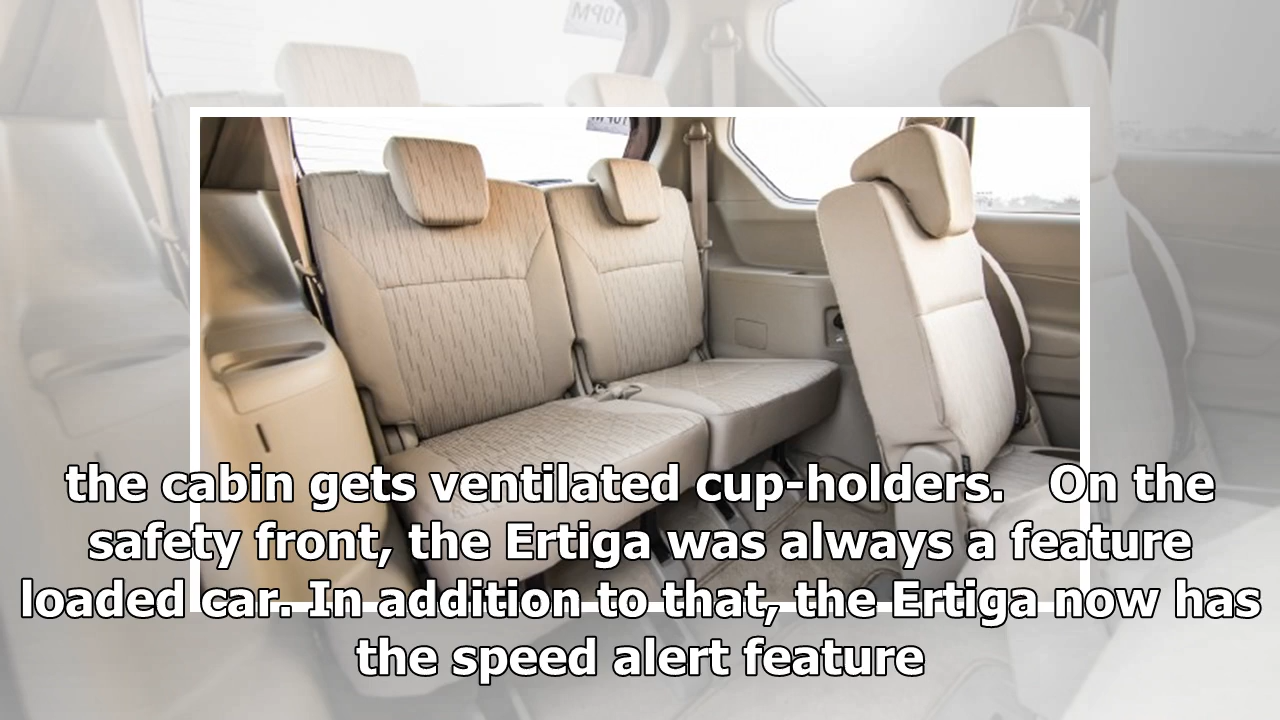 10PM
the cabin gets ventilated cup-holders.   On the
safety front, the Ertiga was always a feature
loaded car. In addition to that, the Ertiga now has
the speed alert feature